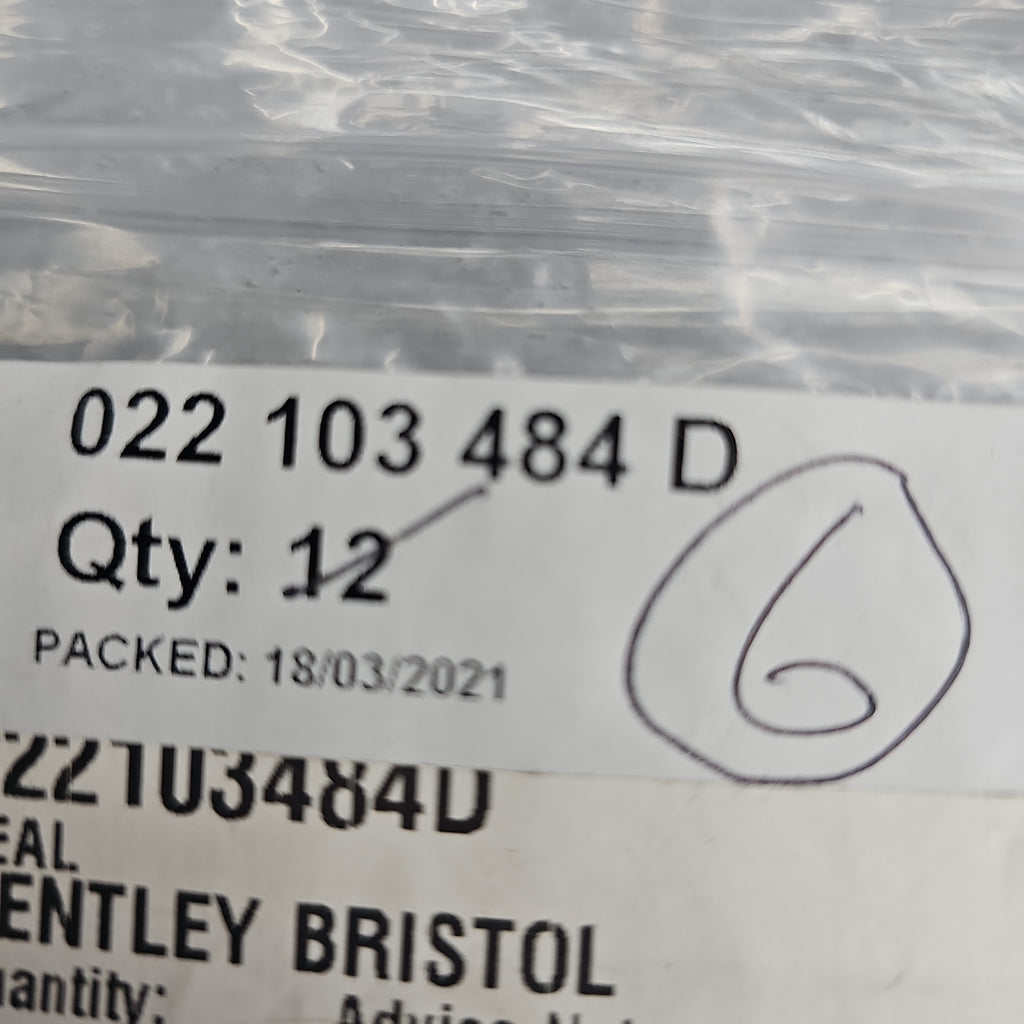 022 103 484 D
Qty: 12
6
PACKED: 18/03/2021
22103484D
EAL
ENTLEY BRISTOL
uantity: